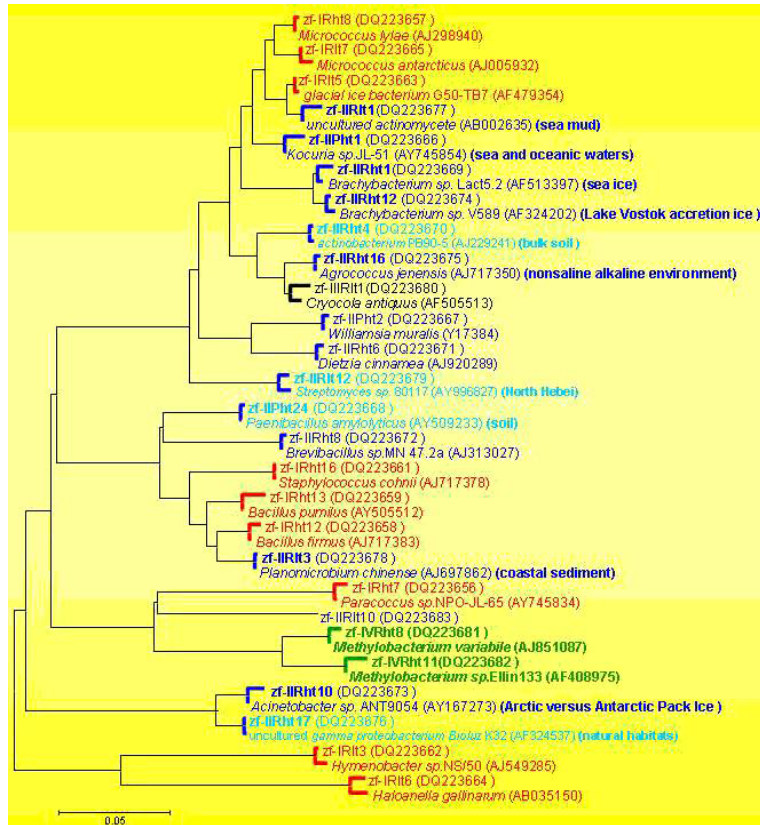 zf-IRht8 (DQ223657)
Micrococcus lylae (AJ298940)
zf-IRlt7 (DQ223665)
Micrococcus antarcticus (AJ005932)
zf-IRlt5 (DQ223663)
glacial ice bacterium G50-TB7 (AF479354)
zf-IIRlt1 (DQ223677)
uncultured actinomycete (AB002635) (sea mud)
zf-IIPht1 (DQ223666)
Kocuria sp.JL-51 (AY745854) (sea and oceanic waters)
zf-IIRht1 (DQ223669)
Brachybacterium sp. Lact5.2 (AF513397) (sea ice)
zf-IIRht12 (DQ223674)
Brachybacterium sp. V589 (AF324202) (Lake Vostok accretion ice )
zf-IIRht4 (DQ223670)
actinobacterium PB90-5 (AJ229241) (bulk soil )
zf-IIRht16 (DQ223675)
Agrococcus jenensis (AJ717350) (nonsaline alkaline environment)
zf-IIIRlt1 (DQ223680)
Cryocola antiquus (AF505513)
zf-IIPht2 (DQ223667 )
Williamsia muralis (Y17384)
zf-IIRht6 (DQ223671 )
Dietzia cinnamea (AJ920289)
zf-IIRlt12 (DQ223679)
Streptomyces sp. 80117 (AY996827) (North Hebei)
zf-IIPht24 (DQ223668)
Paenibacillus amylolyticus (AY509233) (soil)
zf-IIRht8 (DQ223672)
Brevibacillus sp.MN 47.2a (AJ313027)
zf-IRht16 (DQ223661)
Staphylococcus cohnii (AJ717378)
zf-IRht13 (DQ223659)
Bacillus pumilus (AY505512)
zf-IRht12 (DQ223658)
Bacillus firmus (AJ717383)
zf-IIRlt3 (DQ223678)
Planomicrobium chinense (AJ697862) (coastal sediment)
zf-IRht7 (DQ223656)
Paracoccus sp.NPO-JL-65 (AY745834)
zf-IIRlt10 (DQ223683)
zf-IVRht8 (DQ223681)
Methylobacterium variabile (AJ851087)
zf-IVRht11(DQ223682)
Methylobacterium sp.Ellin133 (AF408975)
zf-IIRht10 (DQ223673)
Acinetobacter sp. ANT9054 (AY167273) (Arctic versus Antarctic Pack Ice )
zf-IIRht17 (DQ223676)
uncultured gamma proteobacterium Bioluz K32 (AF324537) (natural habitats)
zf-IRlt3 (DQ223662)
Hymenobacter sp.NS/50 (AJ549285)
zf-IRlt6 (DQ223664)
Haloanella gallinarum (AB035150)
0.05